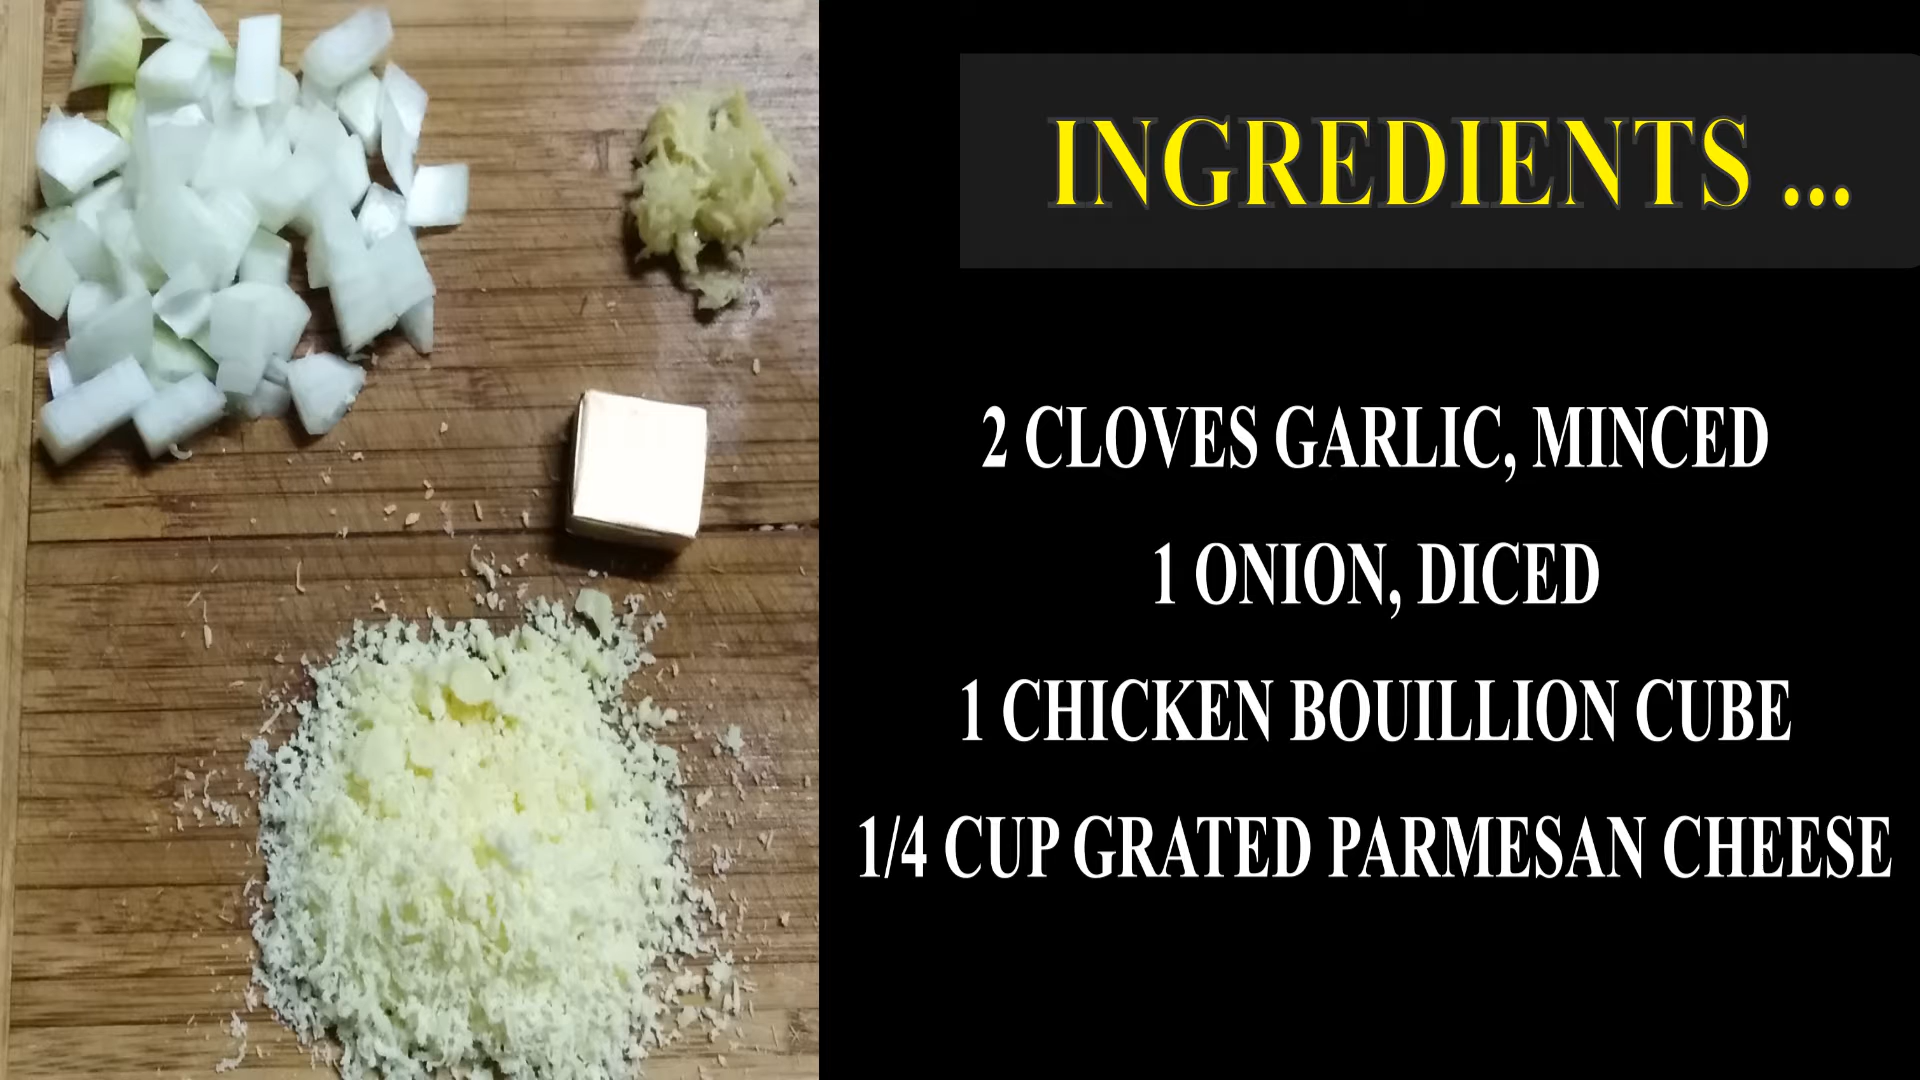 INGREDIENTS ...
2 CLOVES GARLIC, MINCED
1 ONION, DICED
1 CHICKEN BOUILLION CUBE
1/4 CUP GRATED PARMESAN CHEESE